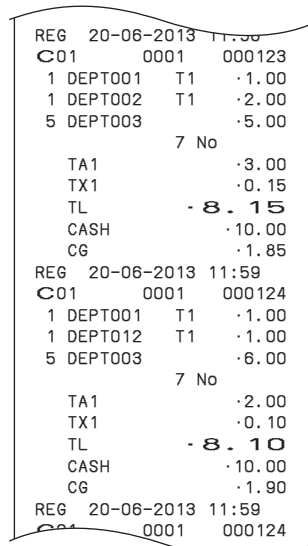 REG 20-06-2013 11:58
C01 0001 000123
1 DEPT001 T1 ·1.00
1 DEPT002 T1 ·2.00
5 DEPT003 ·5.00
7 No
TA1 ·3.00
TX1 ·0.15
TL ·8.15
CASH ·10.00
CG ·1.85
REG 20-06-2013 11:59
C01 0001 000124
1 DEPT001 T1 ·1.00
1 DEPT012 T1 ·1.00
5 DEPT003 ·6.00
7 No
TA1 ·2.00
TX1 ·0.10
TL ·8.10
CASH ·10.00
CG ·1.90
REG 20-06-2013 11:59
C01 0001 000124